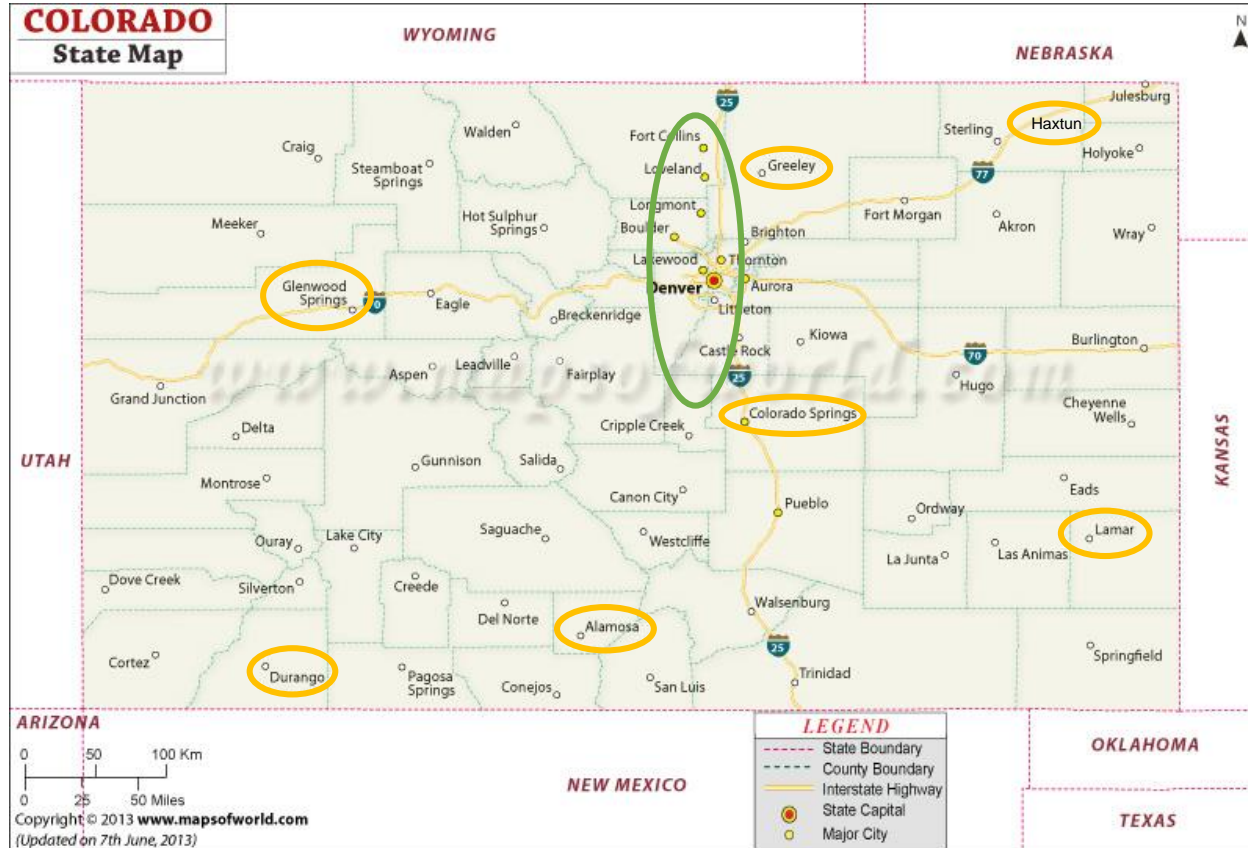 COLORADO
State Map
WYOMING
N
NEBRASKA
25
Julesburg
Fort Collins
Haxtun
Walden
Sterling
Craig
Holyoke
Steamboat
Springs
Loveland
Greeley
77
Longmont
Fort Morgan
Hot Sulphur
Springs
Meeker
Boulder
Brighton
Akron
Wray
Lakewood
Thornton
Glenwood
Springs
70
Eagle
Denver
Aurora
Littleton
Breckenridge
Kiowa
Burlington
Castle Rock
70
Leadville
Aspen
Fairplay
25
Hugo
www.mapsofworld.com
Grand Junction
Cheyenne
Wells
Colorado Springs
Delta
Cripple Creek
UTAH
KANSAS
Gunnison
Salida
Montrose
Canon City
Eads
Pueblo
Ordway
Saguache
Lamar
Lake City
Ouray
Westcliffe
La Junta
Las Animas
Dove Creek
Silverton
Creede
Walsenburg
Del Norte
Alamosa
25
Cortez
Springfield
Durango
Pagosa
Springs
Conejos
San Luis
Trinidad
ARIZONA
LEGEND
State Boundary
County Boundary
Interstate Highway
State Capital
Major City
OKLAHOMA
0 50 100 Km
NEW MEXICO
0 25 50 Miles
TEXAS
Copyright © 2013 www.mapsofworld.com
(Updated on 7th June, 2013)